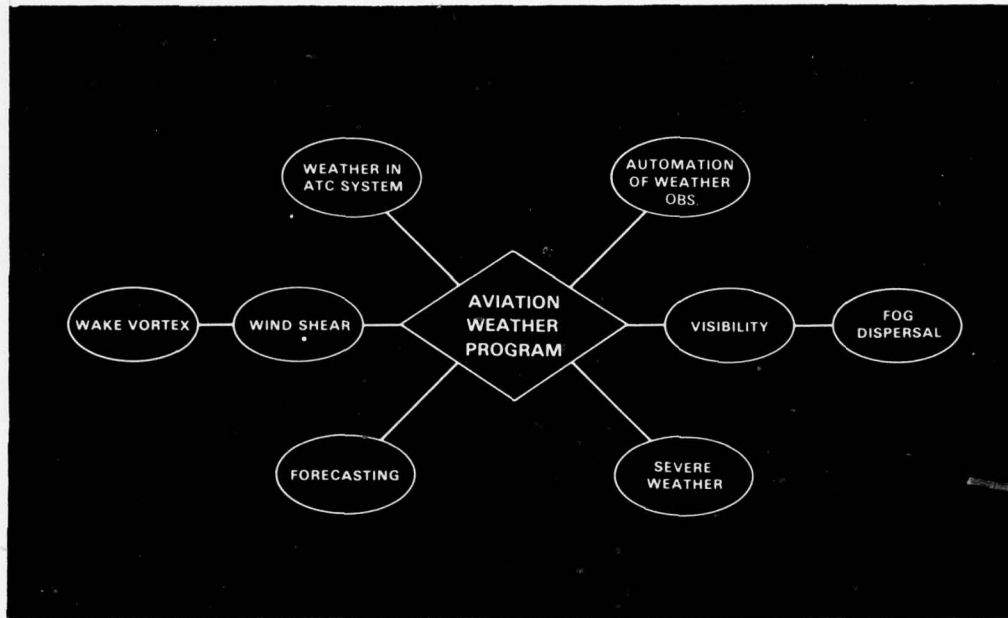 WEATHER IN
ATC SYSTEM
AUTOMATION
OF WEATHER
OBS.
WAKE VORTEX
WIND SHEAR
AVIATION
WEATHER
PROGRAM
VISIBILITY
FOG
DISPERSAL
FORECASTING
SEVERE
WEATHER